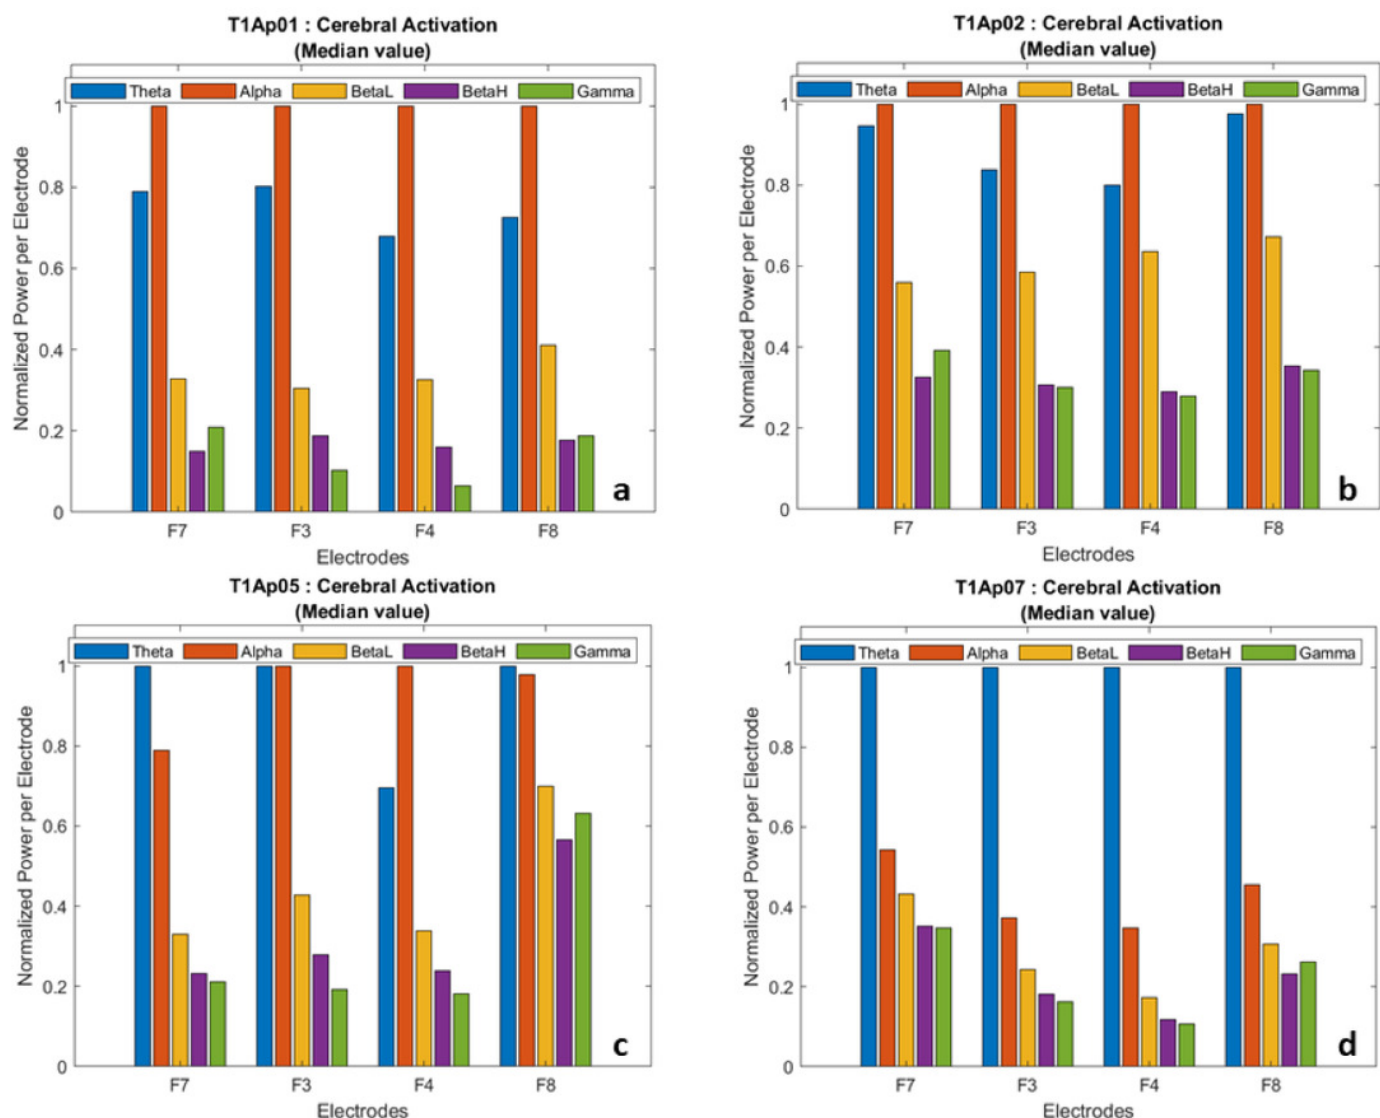 T1Ap01 : Cerebral Activation
(Median value)
Theta Alpha BetaL BetaH Gamma
Normalized Power per Electrode
1
0.8
0.6
0.4
0.2
0
F7 F3 F4 F8
Electrodes
a
T1Ap02 : Cerebral Activation
(Median value)
Theta Alpha BetaL BetaH Gamma
Normalized Power per Electrode
1
0.8
0.6
0.4
0.2
0
F7 F3 F4 F8
Electrodes
b
T1Ap05 : Cerebral Activation
(Median value)
Theta Alpha BetaL BetaH Gamma
Normalized Power per Electrode
1
0.8
0.6
0.4
0.2
0
F7 F3 F4 F8
Electrodes
c
T1Ap07 : Cerebral Activation
(Median value)
Theta Alpha BetaL BetaH Gamma
Normalized Power per Electrode
1
0.8
0.6
0.4
0.2
0
F7 F3 F4 F8
Electrodes
d